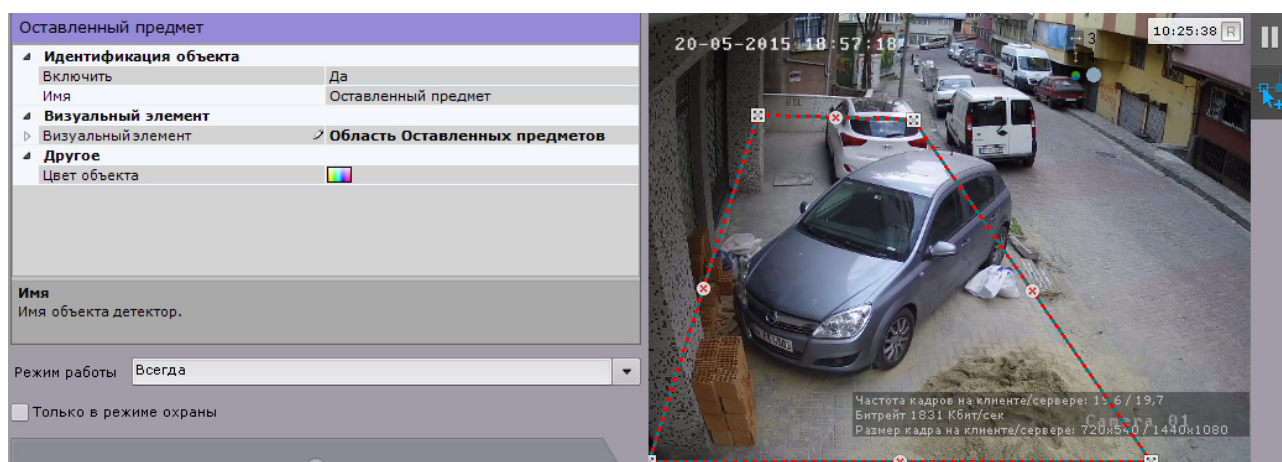 Оставленный предмет
Идентификация объекта
Включить Да
Имя Оставленный предмет
Визуальный элемент
Визуальный элемент Область Оставленных предметов
Другое
Цвет объекта
Имя
Имя объекта детектор.
Режим работы Всегда
Только в режиме охраны
20-05-2015 18:57:18
3
10:25:38 R
Частота кадров на клиенте/сервере: 19,6 / 19,7
Битрейт 1831 Кбит/сек
Camera 01
Размер кадра на клиенте/сервере: 720x540 / 1440x1080